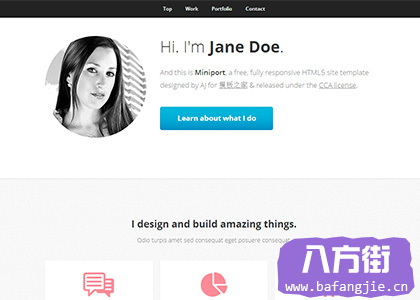 Top Work Portfolio Contact
Hi. I'm Jane Doe.
And this is Miniport, a free, fully responsive HTML5 site template
designed by AJ for 模板之家 & released under the CCA license.
Learn about what I do
I design and build amazing things.
Odio turpis amet sed consequat eget posuere consequat
八方街
www.bafangjie.cn